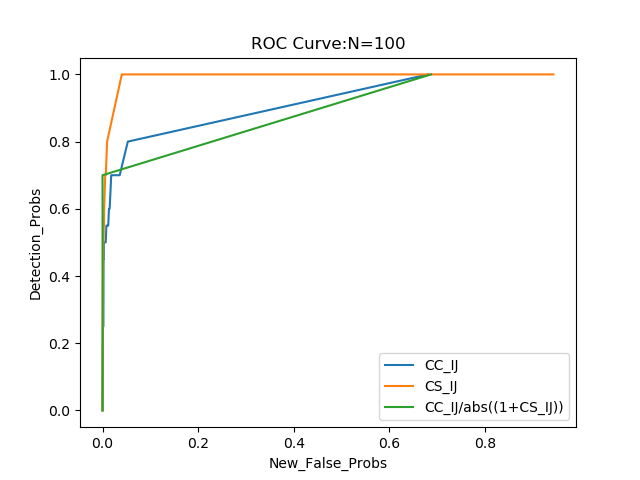 ROC Curve:N=100
1.0
0.8
0.6
0.4
0.2
0.0
Detection_Probs
0.0 0.2 0.4 0.6 0.8
New_False_Probs
CC_IJ
CS_IJ
CC_IJ/abs((1+CS_IJ))